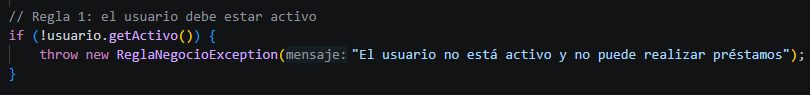 // Regla 1: el usuario debe estar activo
if (!usuario.getActivo()) {
throw new ReglaNegocioException(mensaje: "El usuario no está activo y no puede realizar préstamos");
}